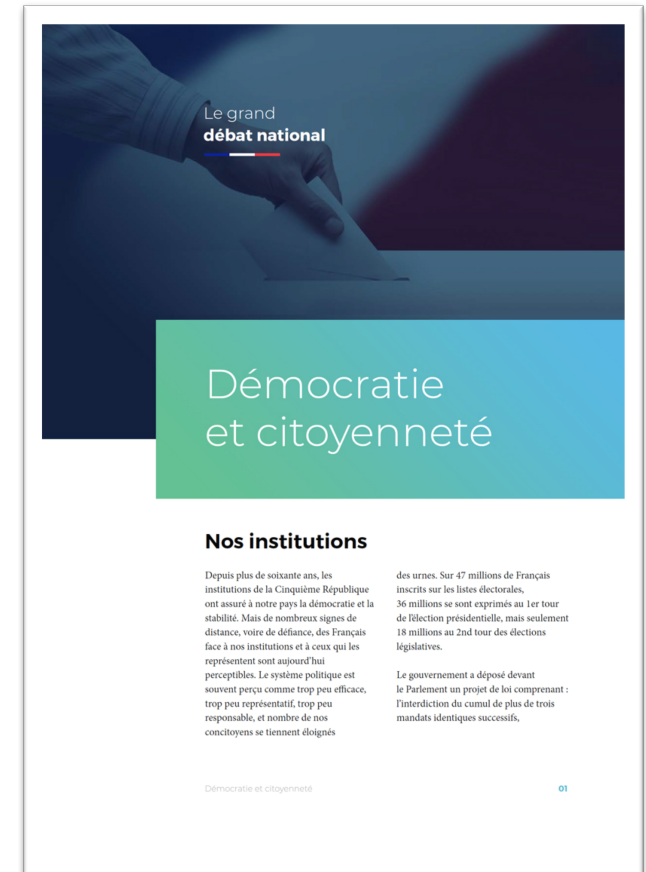 Le grand
débat national
Démocratie
et citoyenneté
Nos institutions
Depuis plus de soixante ans, les
institutions de la Cinquième République
ont assuré à notre pays la démocratie et la
stabilité. Mais de nombreux signes de
distance, voire de défiance, des Français
face à nos institutions et à ceux qui les
représentent sont aujourd'hui
perceptibles. Le système politique est
souvent perçu comme trop peu efficace,
trop peu représentatif, trop peu
responsable, et nombre de nos
concitoyens se tiennent éloignés
des urnes. Sur 47 millions de Français
inscrits sur les listes électorales,
36 millions se sont exprimés au 1er tour
de l'élection présidentielle, mais seulement
18 millions au 2nd tour des élections
législatives.
Le gouvernement a déposé devant
le Parlement un projet de loi comprenant :
l'interdiction du cumul de plus de trois
mandats identiques successifs,
Démocratie et citoyenneté
01